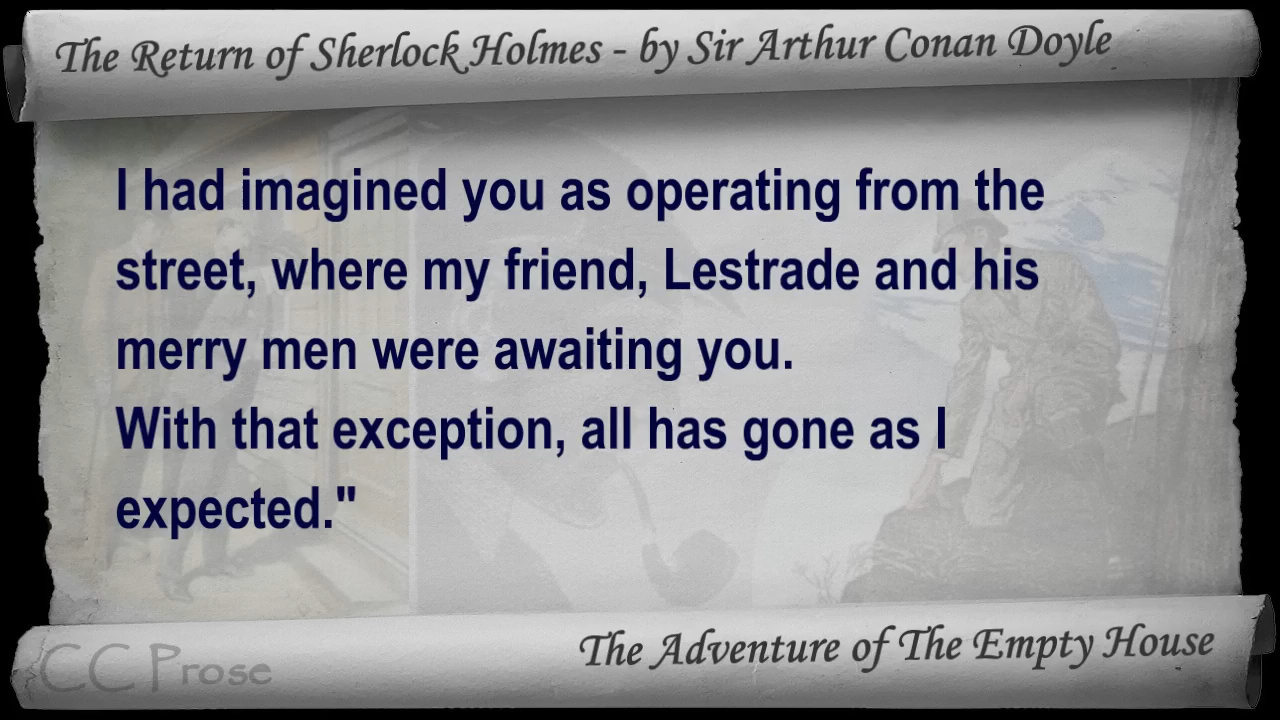 The Return of Sherlock Holmes - by Sir Arthur Conan Doyle
I had imagined you as operating from the
street, where my friend, Lestrade and his
merry men were awaiting you.
With that exception, all has gone as I
expected."
The Adventure of The Empty House
CC Prose